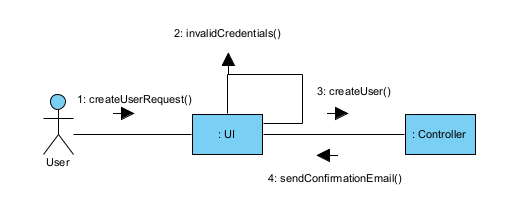 2: invalidCredentials()
1: createUserRequest()
3: createUser()
: UI
: Controller
User
4: sendConfirmationEmail()